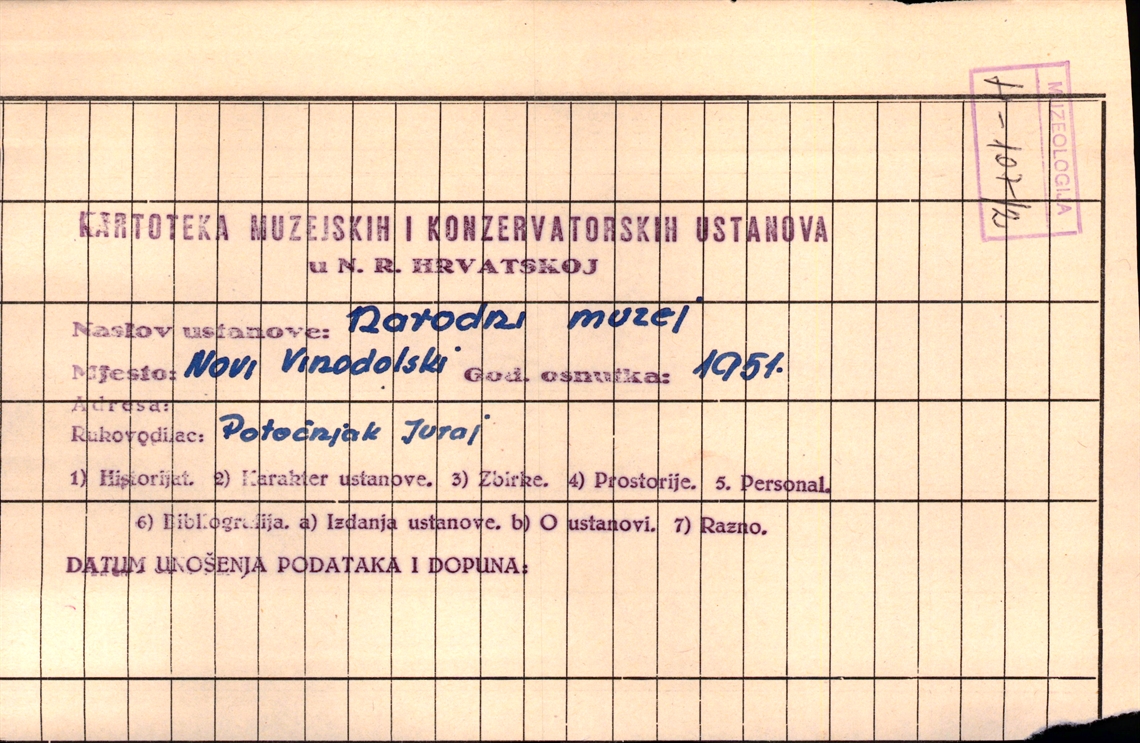 MUZEOLOGIJA
KARTOTEKA MUZEJSKIH I KONZERVATORSKIH USTANOVA
u N. R. HRVATSKOJ
Naslov ustanove: Narodni muzej
Mjesto: Novi Vinodolski God. osnutka: 1951.
Adresa:
Rukovodilac: Potočnjak Juraj
1) Historijat. 2) Karakter ustanove. 3) Zbirke. 4) Prostorije. 5. Personal.
6) Bibliografija. a) Izdanja ustanove. b) O ustanovi. 7) Razno.
DATUM UNOŠENJA PODATAKA I DOPUNA: